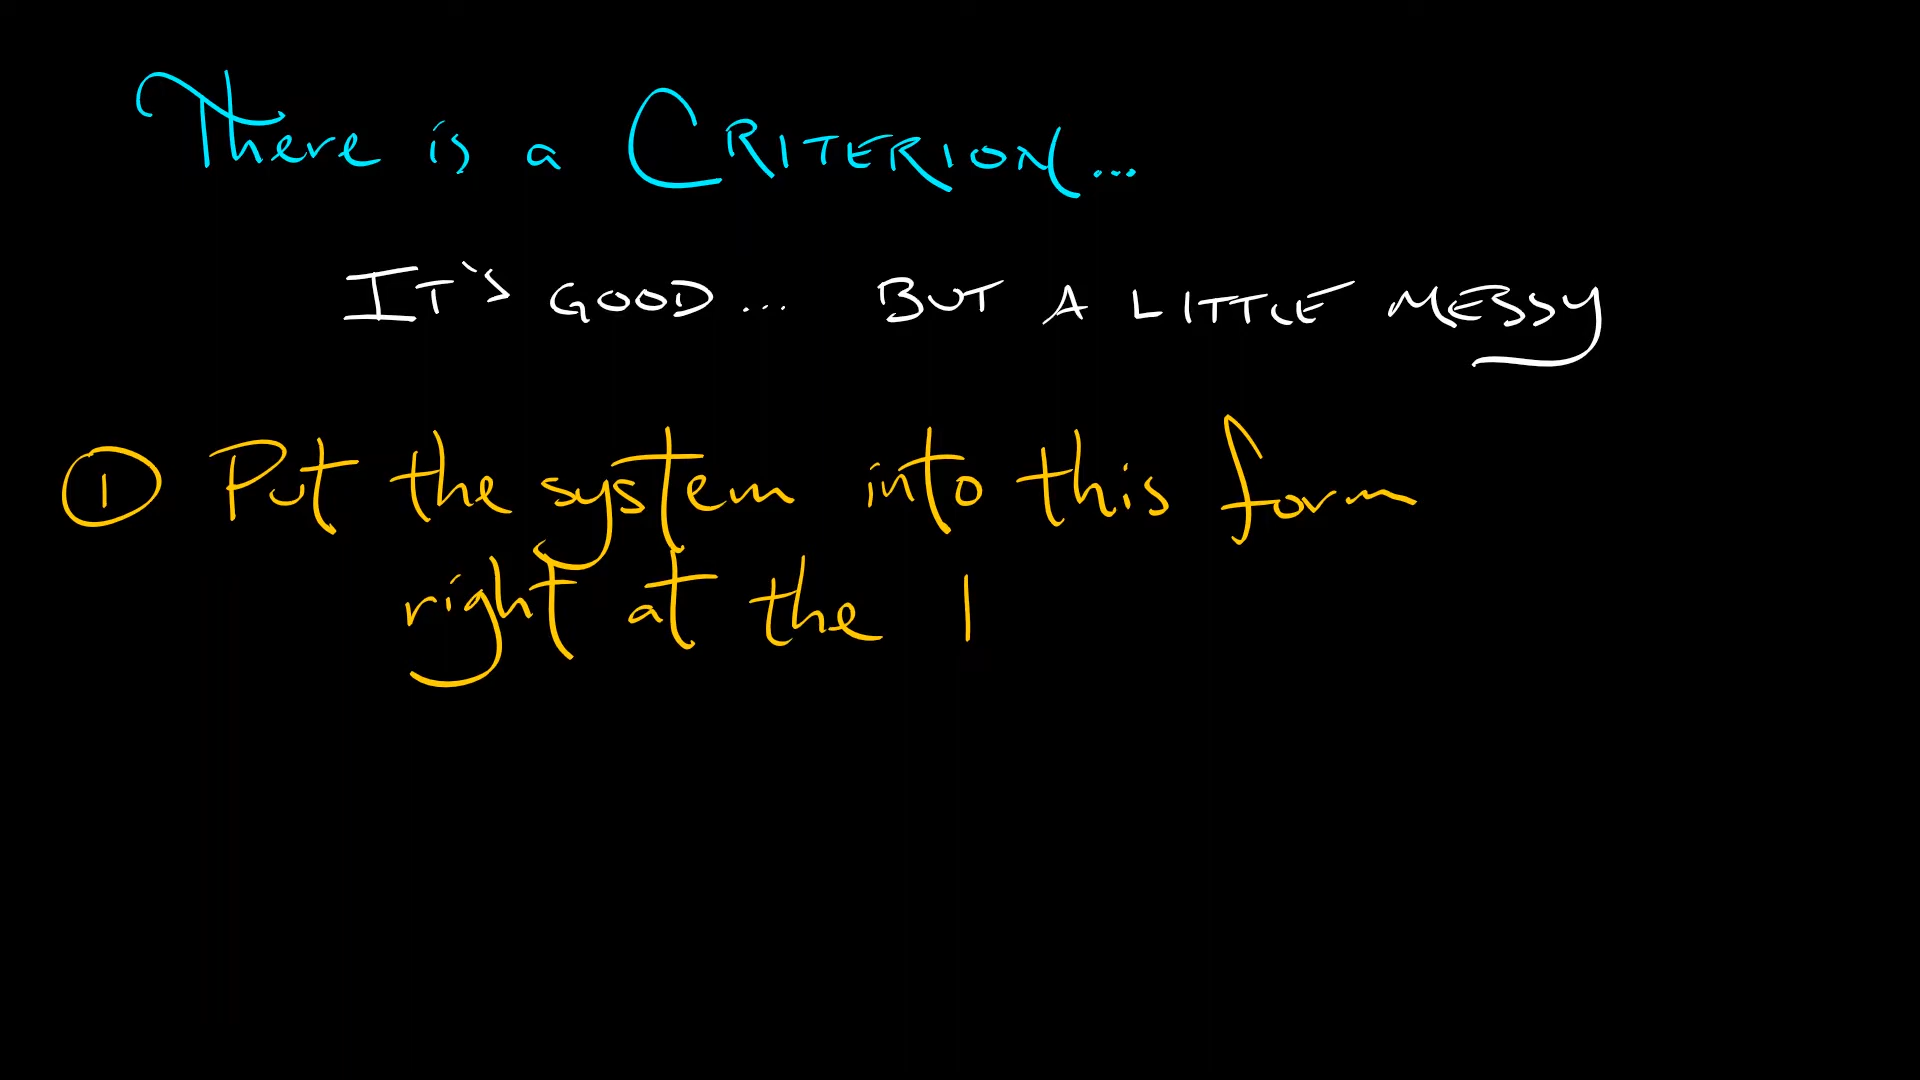 There is a CRITERION...
IT'S GOOD... BUT A LITTLE MESSY
① Put the system into this form
right at the